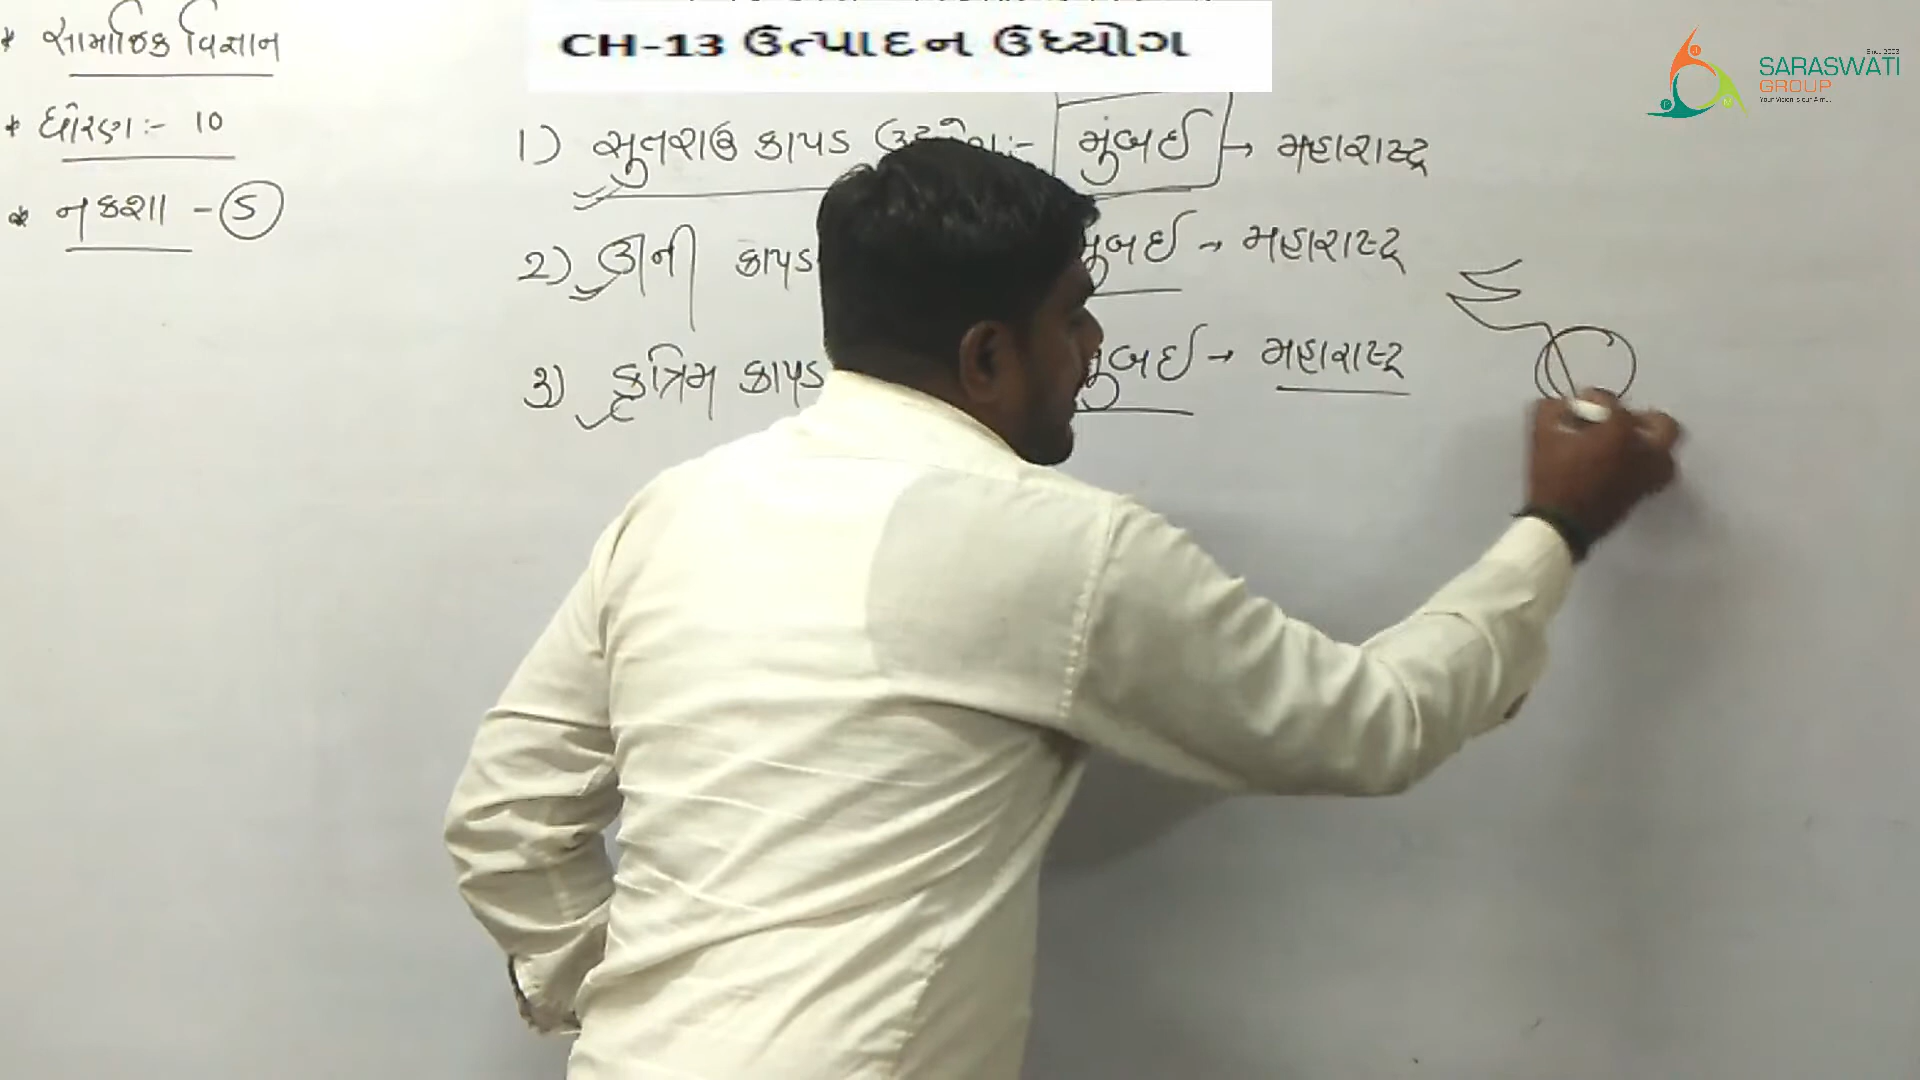 * સામાજિક વિજ્ઞાન
* ધોરણ :- 10
* નકશા - 5
CH-13 ઉત્પાદન ઉધ્યોગ
1) સુતરાઉ કાપડ :- મુંબઈ → મહારાષ્ટ્ર
2) ઊની કાપડ મુંબઈ → મહારાષ્ટ્ર
3) કૃત્રિમ કાપડ મુંબઈ → મહારાષ્ટ્ર
SARASWATI
GROUP